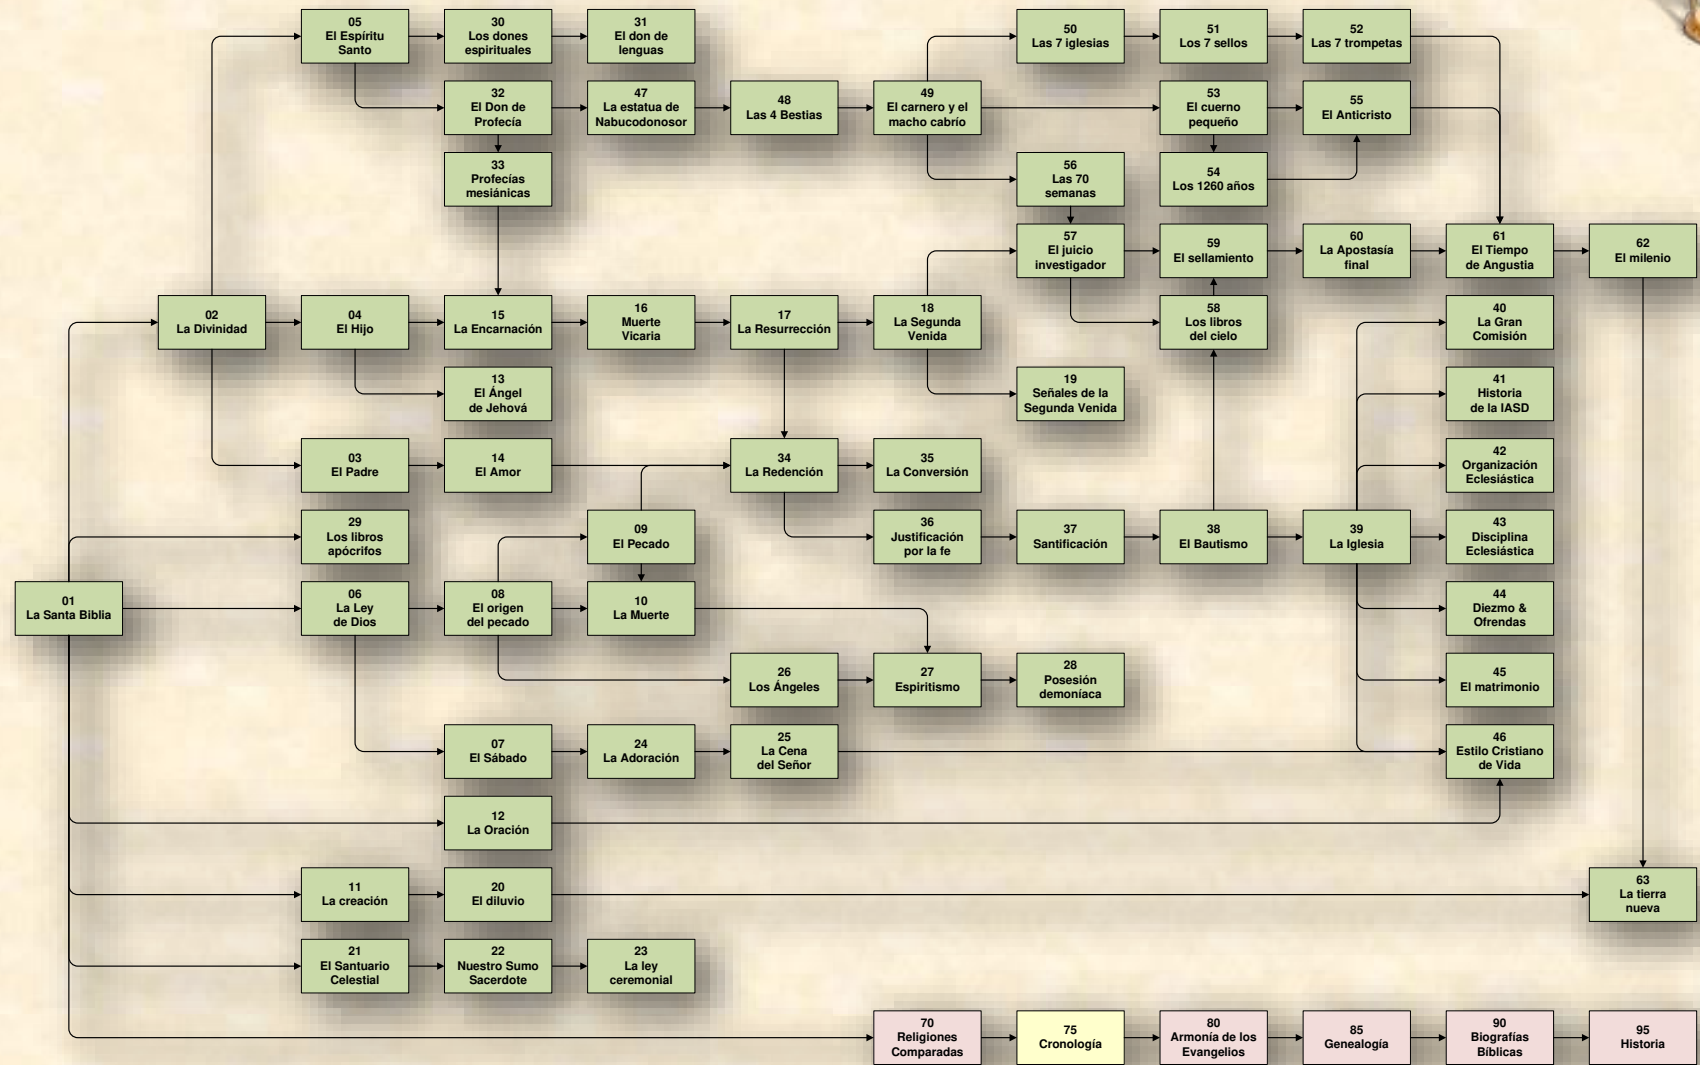 05
El Espíritu
Santo
30
Los dones
espirituales
31
El don de
lenguas
50
Las 7 iglesias
51
Los 7 sellos
52
Las 7 trompetas
32
El Don de
Profecía
47
La estatua de
Nabucodonosor
48
Las 4 Bestias
49
El carnero y el
macho cabrío
53
El cuerno
pequeño
55
El Anticristo
33
Profecías
mesiánicas
56
Las 70
semanas
54
Los 1260 años
57
El juicio
investigador
59
El sellamiento
60
La Apostasía
final
61
El Tiempo
de Angustia
62
El milenio
02
La Divinidad
04
El Hijo
15
La Encarnación
16
Muerte
Vicaria
17
La Resurrección
18
La Segunda
Venida
58
Los libros
del cielo
40
La Gran
Comisión
13
El Ángel
de Jehová
19
Señales de la
Segunda Venida
41
Historia
de la IASD
03
El Padre
14
El Amor
34
La Redención
35
La Conversión
42
Organización
Eclesiástica
29
Los libros
apócrifos
09
El Pecado
36
Justificación
por la fe
37
Santificación
38
El Bautismo
39
La Iglesia
43
Disciplina
Eclesiástica
01
La Santa Biblia
06
La Ley
de Dios
08
El origen
del pecado
10
La Muerte
44
Diezmo &
Ofrendas
26
Los Ángeles
27
Espiritismo
28
Posesión
demoníaca
45
El matrimonio
07
El Sábado
24
La Adoración
25
La Cena
del Señor
46
Estilo Cristiano
de Vida
12
La Oración
11
La creación
20
El diluvio
63
La tierra
nueva
21
El Santuario
Celestial
22
Nuestro Sumo
Sacerdote
23
La ley
ceremonial
70
Religiones
Comparadas
75
Cronología
80
Armonía de los
Evangelios
85
Genealogía
90
Biografías
Bíblicas
95
Historia